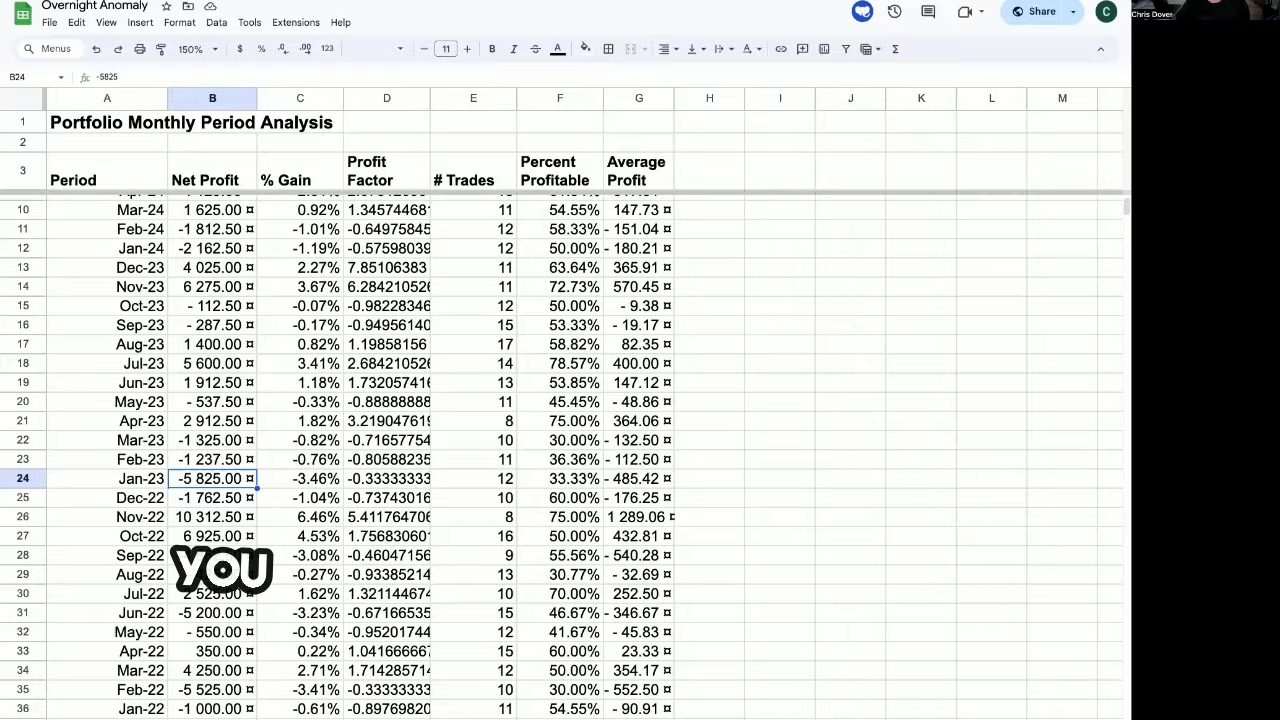 Overnight Anomaly
File Edit View Insert Format Data Tools Extensions Help
Share
C
Chris Dover
Menus 150% $ % .0 .00 123 11 B I A
B24 fx -5825
A B C D E F G H I J K L M
1 Portfolio Monthly Period Analysis
2
3 Period Net Profit % Gain Profit Factor # Trades Percent Profitable Average Profit
10 Mar-24 1 625.00 ¤ 0.92% 1.345744681 11 54.55% 147.73 ¤
11 Feb-24 -1 812.50 ¤ -1.01% -0.64975845 12 58.33% - 151.04 ¤
12 Jan-24 -2 162.50 ¤ -1.19% -0.57598039 12 50.00% - 180.21 ¤
13 Dec-23 4 025.00 ¤ 2.27% 7.85106383 11 63.64% 365.91 ¤
14 Nov-23 6 275.00 ¤ 3.67% 6.284210526 11 72.73% 570.45 ¤
15 Oct-23 - 112.50 ¤ -0.07% -0.98228346 12 50.00% - 9.38 ¤
16 Sep-23 - 287.50 ¤ -0.17% -0.94956140 15 53.33% - 19.17 ¤
17 Aug-23 1 400.00 ¤ 0.82% 1.19858156 17 58.82% 82.35 ¤
18 Jul-23 5 600.00 ¤ 3.41% 2.684210526 14 78.57% 400.00 ¤
19 Jun-23 1 912.50 ¤ 1.18% 1.732057416 13 53.85% 147.12 ¤
20 May-23 - 537.50 ¤ -0.33% -0.88888888 11 45.45% - 48.86 ¤
21 Apr-23 2 912.50 ¤ 1.82% 3.219047619 8 75.00% 364.06 ¤
22 Mar-23 -1 325.00 ¤ -0.82% -0.71657754 10 30.00% - 132.50 ¤
23 Feb-23 -1 237.50 ¤ -0.76% -0.80588235 11 36.36% - 112.50 ¤
24 Jan-23 -5 825.00 ¤ -3.46% -0.33333333 12 33.33% - 485.42 ¤
25 Dec-22 -1 762.50 ¤ -1.04% -0.73743016 10 60.00% - 176.25 ¤
26 Nov-22 10 312.50 ¤ 6.46% 5.411764706 8 75.00% 1 289.06 ¤
27 Oct-22 6 925.00 ¤ 4.53% 1.756830601 16 50.00% 432.81 ¤
28 Sep-22 -3.08% -0.46047156 9 55.56% - 540.28 ¤
YOU
29 Aug-22 -0.27% -0.93385214 13 30.77% - 32.69 ¤
30 Jul-22 2 525.00 ¤ 1.62% 1.321144674 10 70.00% 252.50 ¤
31 Jun-22 -5 200.00 ¤ -3.23% -0.67166535 15 46.67% - 346.67 ¤
32 May-22 - 550.00 ¤ -0.34% -0.95201744 12 41.67% - 45.83 ¤
33 Apr-22 350.00 ¤ 0.22% 1.041666667 15 60.00% 23.33 ¤
34 Mar-22 4 250.00 ¤ 2.71% 1.714285714 12 50.00% 354.17 ¤
35 Feb-22 -5 525.00 ¤ -3.41% -0.33333333 10 30.00% - 552.50 ¤
36 Jan-22 -1 000.00 ¤ -0.61% -0.89769820 11 54.55% - 90.91 ¤